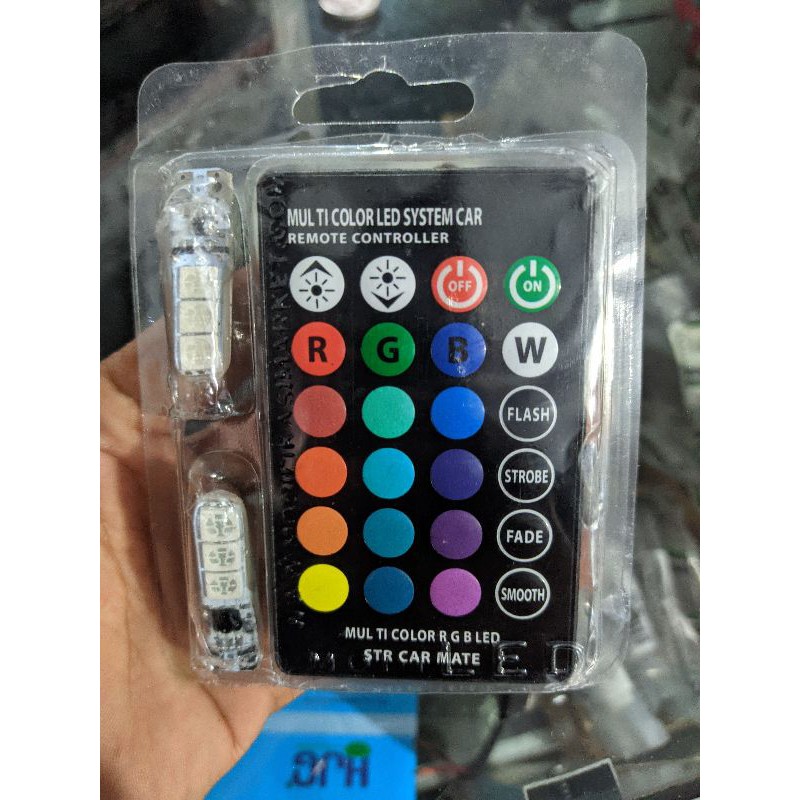 MUL TI COLOR LED SYSTEM CAR
REMOTE CONTROLLER
OFF ON
R G B W
FLASH
STROBE
FADE
SMOOTH
MUL TI COLOR R G B LED
STR CAR MATE
LED